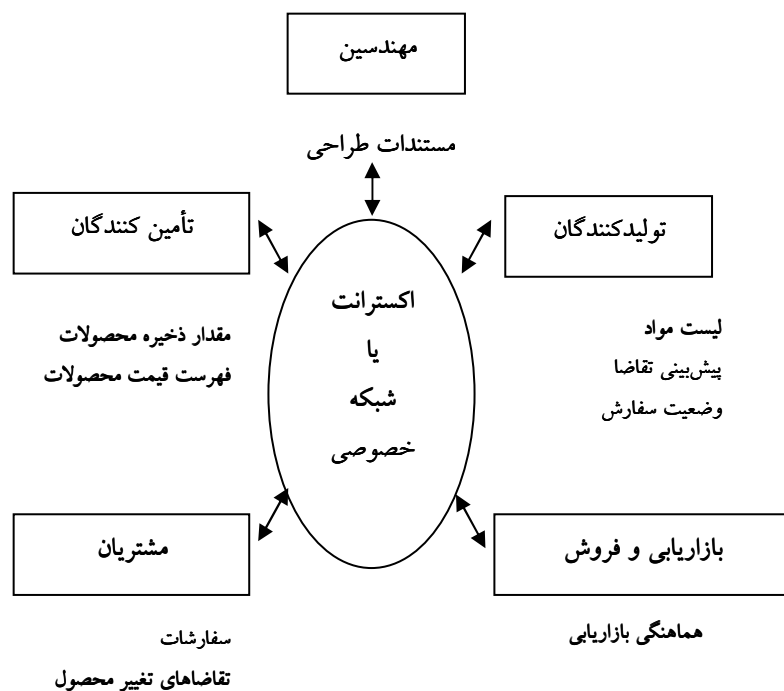 مهندسین
مستندات طراحی
تولیدکنندگان
تأمین کنندگان
اکسترانت
یا
شبکه
خصوصی
لیست مواد
پیش‌بینی تقاضا
وضعیت سفارش
مقدار ذخیره محصولات
فهرست قیمت محصولات
بازاریابی و فروش
مشتریان
هماهنگی بازاریابی
سفارشات
تقاضاهای تغییر محصول